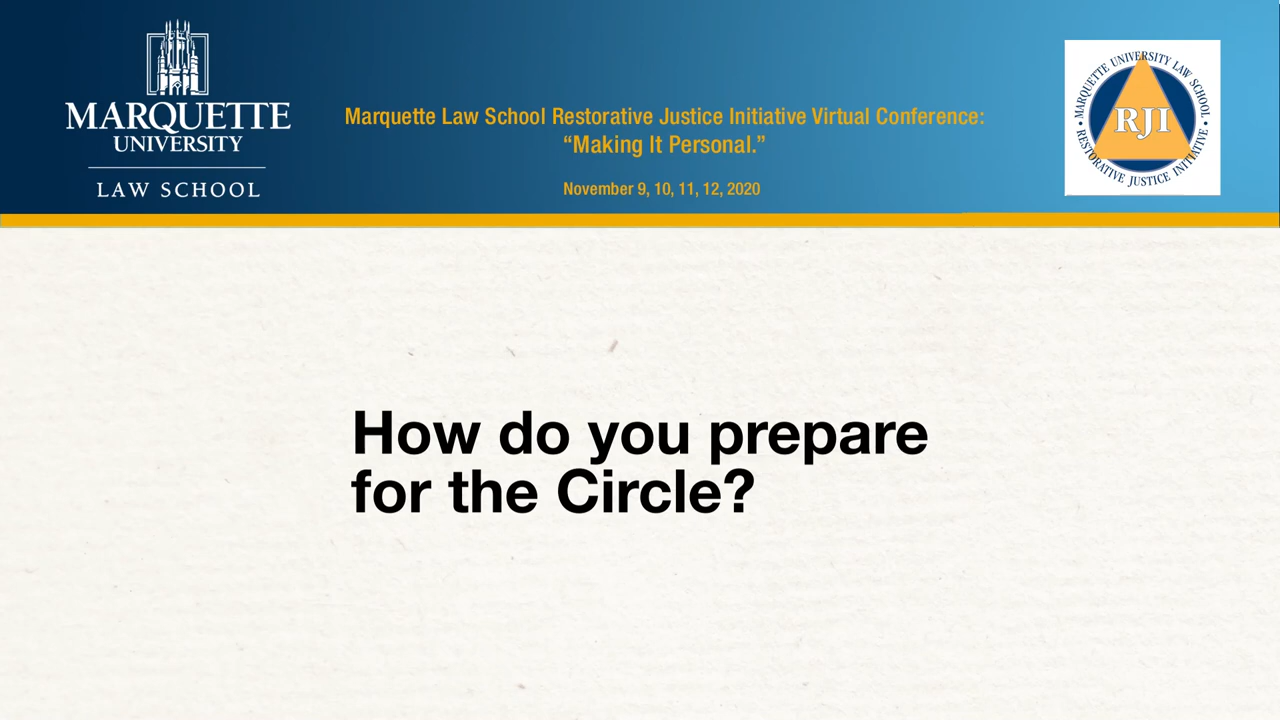 MARQUETTE
UNIVERSITY
LAW SCHOOL
Marquette Law School Restorative Justice Initiative Virtual Conference:
“Making It Personal.”
November 9, 10, 11, 12, 2020
• MARQUETTE UNIVERSITY LAW SCHOOL •
RESTORATIVE JUSTICE INITIATIVE
RJI
How do you prepare
for the Circle?